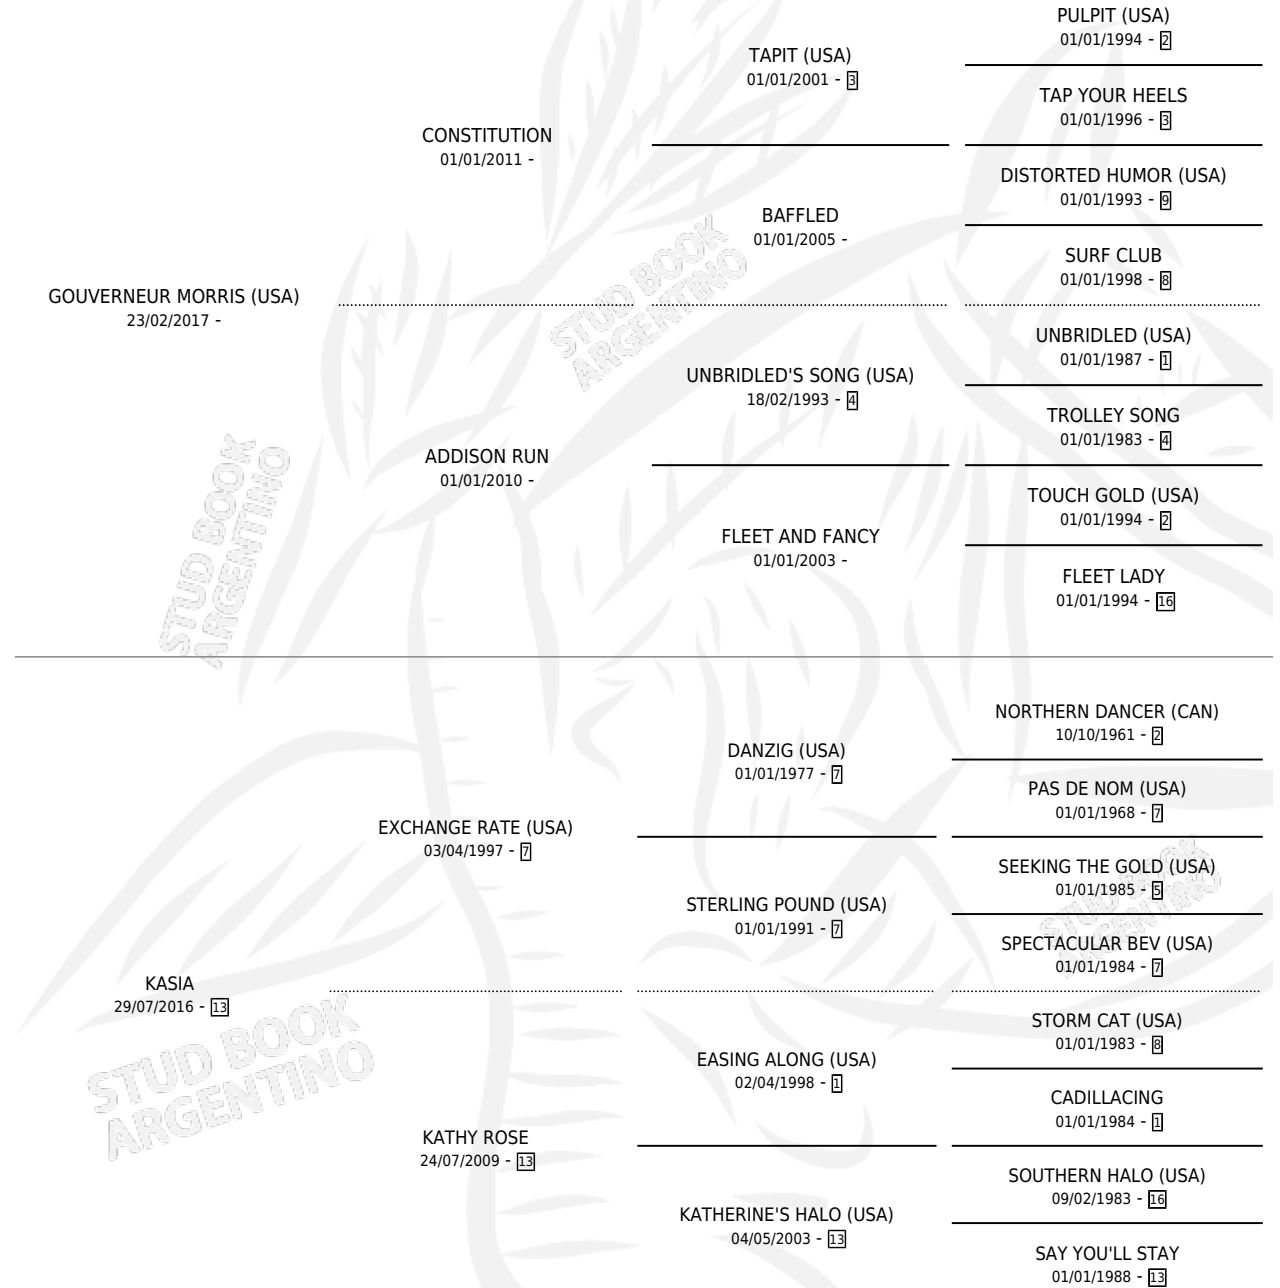 PULPIT (USA)
01/01/1994 - 2
TAPIT (USA)
01/01/2001 - 3
TAP YOUR HEELS
01/01/1996 - 3
CONSTITUTION
01/01/2011 -
DISTORTED HUMOR (USA)
01/01/1993 - 9
BAFFLED
01/01/2005 -
SURF CLUB
01/01/1998 - 8
GOUVERNEUR MORRIS (USA)
23/02/2017 -
UNBRIDLED (USA)
01/01/1987 - 1
UNBRIDLED'S SONG (USA)
18/02/1993 - 4
TROLLEY SONG
01/01/1983 - 4
ADDISON RUN
01/01/2010 -
TOUCH GOLD (USA)
01/01/1994 - 2
FLEET AND FANCY
01/01/2003 -
FLEET LADY
01/01/1994 - 16
NORTHERN DANCER (CAN)
10/10/1961 - 2
DANZIG (USA)
01/01/1977 - 7
PAS DE NOM (USA)
01/01/1968 - 7
EXCHANGE RATE (USA)
03/04/1997 - 7
SEEKING THE GOLD (USA)
01/01/1985 - 5
STERLING POUND (USA)
01/01/1991 - 7
SPECTACULAR BEV (USA)
01/01/1984 - 7
KASIA
29/07/2016 - 13
STORM CAT (USA)
01/01/1983 - 8
EASING ALONG (USA)
02/04/1998 - 1
CADILLACING
01/01/1984 - 1
KATHY ROSE
24/07/2009 - 13
SOUTHERN HALO (USA)
09/02/1983 - 16
KATHERINE'S HALO (USA)
04/05/2003 - 13
SAY YOU'LL STAY
01/01/1988 - 13
STUD BOOK
ARGENTINO
STUD BOOK
ARGENTINO
STUD BOOK
ARGENTINO
STUD BOOK
ARGENTINO